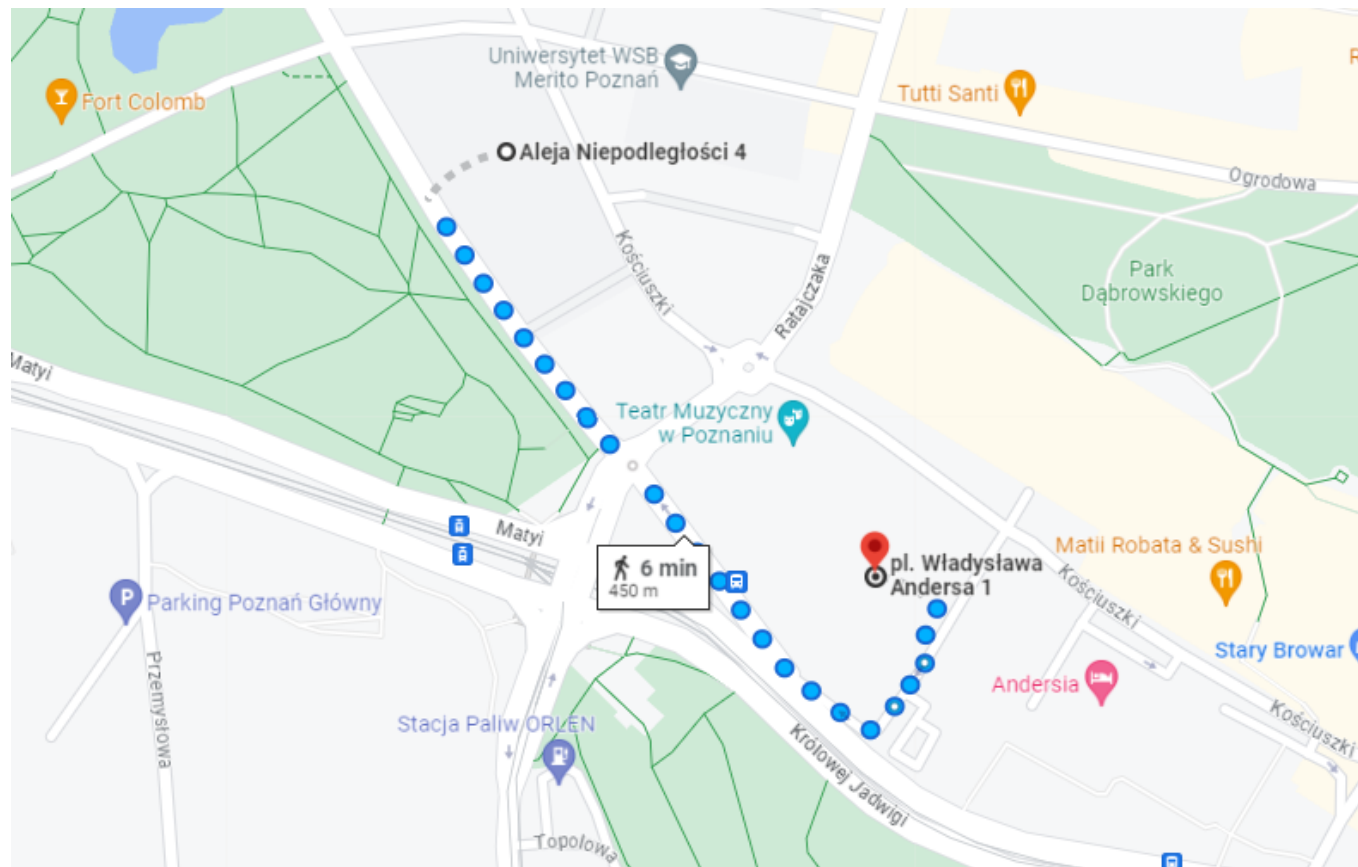 Uniwersytet WSB
Merito Poznań
Fort Colomb
Tutti Santi
R
Aleja Niepodległości 4
Ogrodowa
Kościuszki
Park
Dąbrowskiego
Ratajczaka
Matyi
Teatr Muzyczny
w Poznaniu
Matyi
6 min
450 m
pl. Władysława
Andersa 1
Matii Robata & Sushi
Kościuszki
P
Parking Poznań Główny
Stary Browar
Przemysłowa
Andersia
Stacja Paliw ORLEN
Kościuszki
Królowej Jadwigi
Topolowa